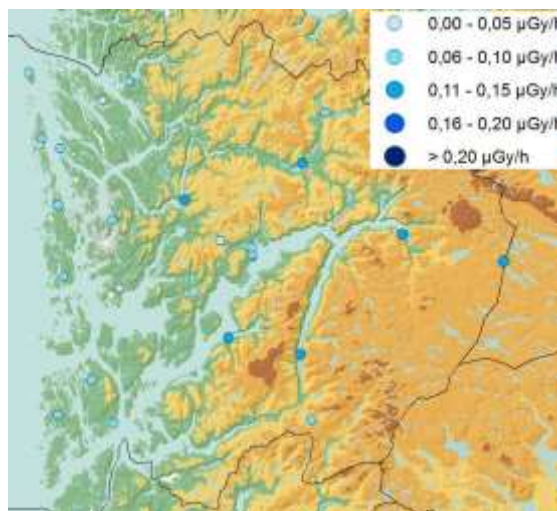 0,00 - 0,05 µGy/h
0,06 - 0,10 µGy/h
0,11 - 0,15 µGy/h
0,16 - 0,20 µGy/h
> 0,20 µGy/h